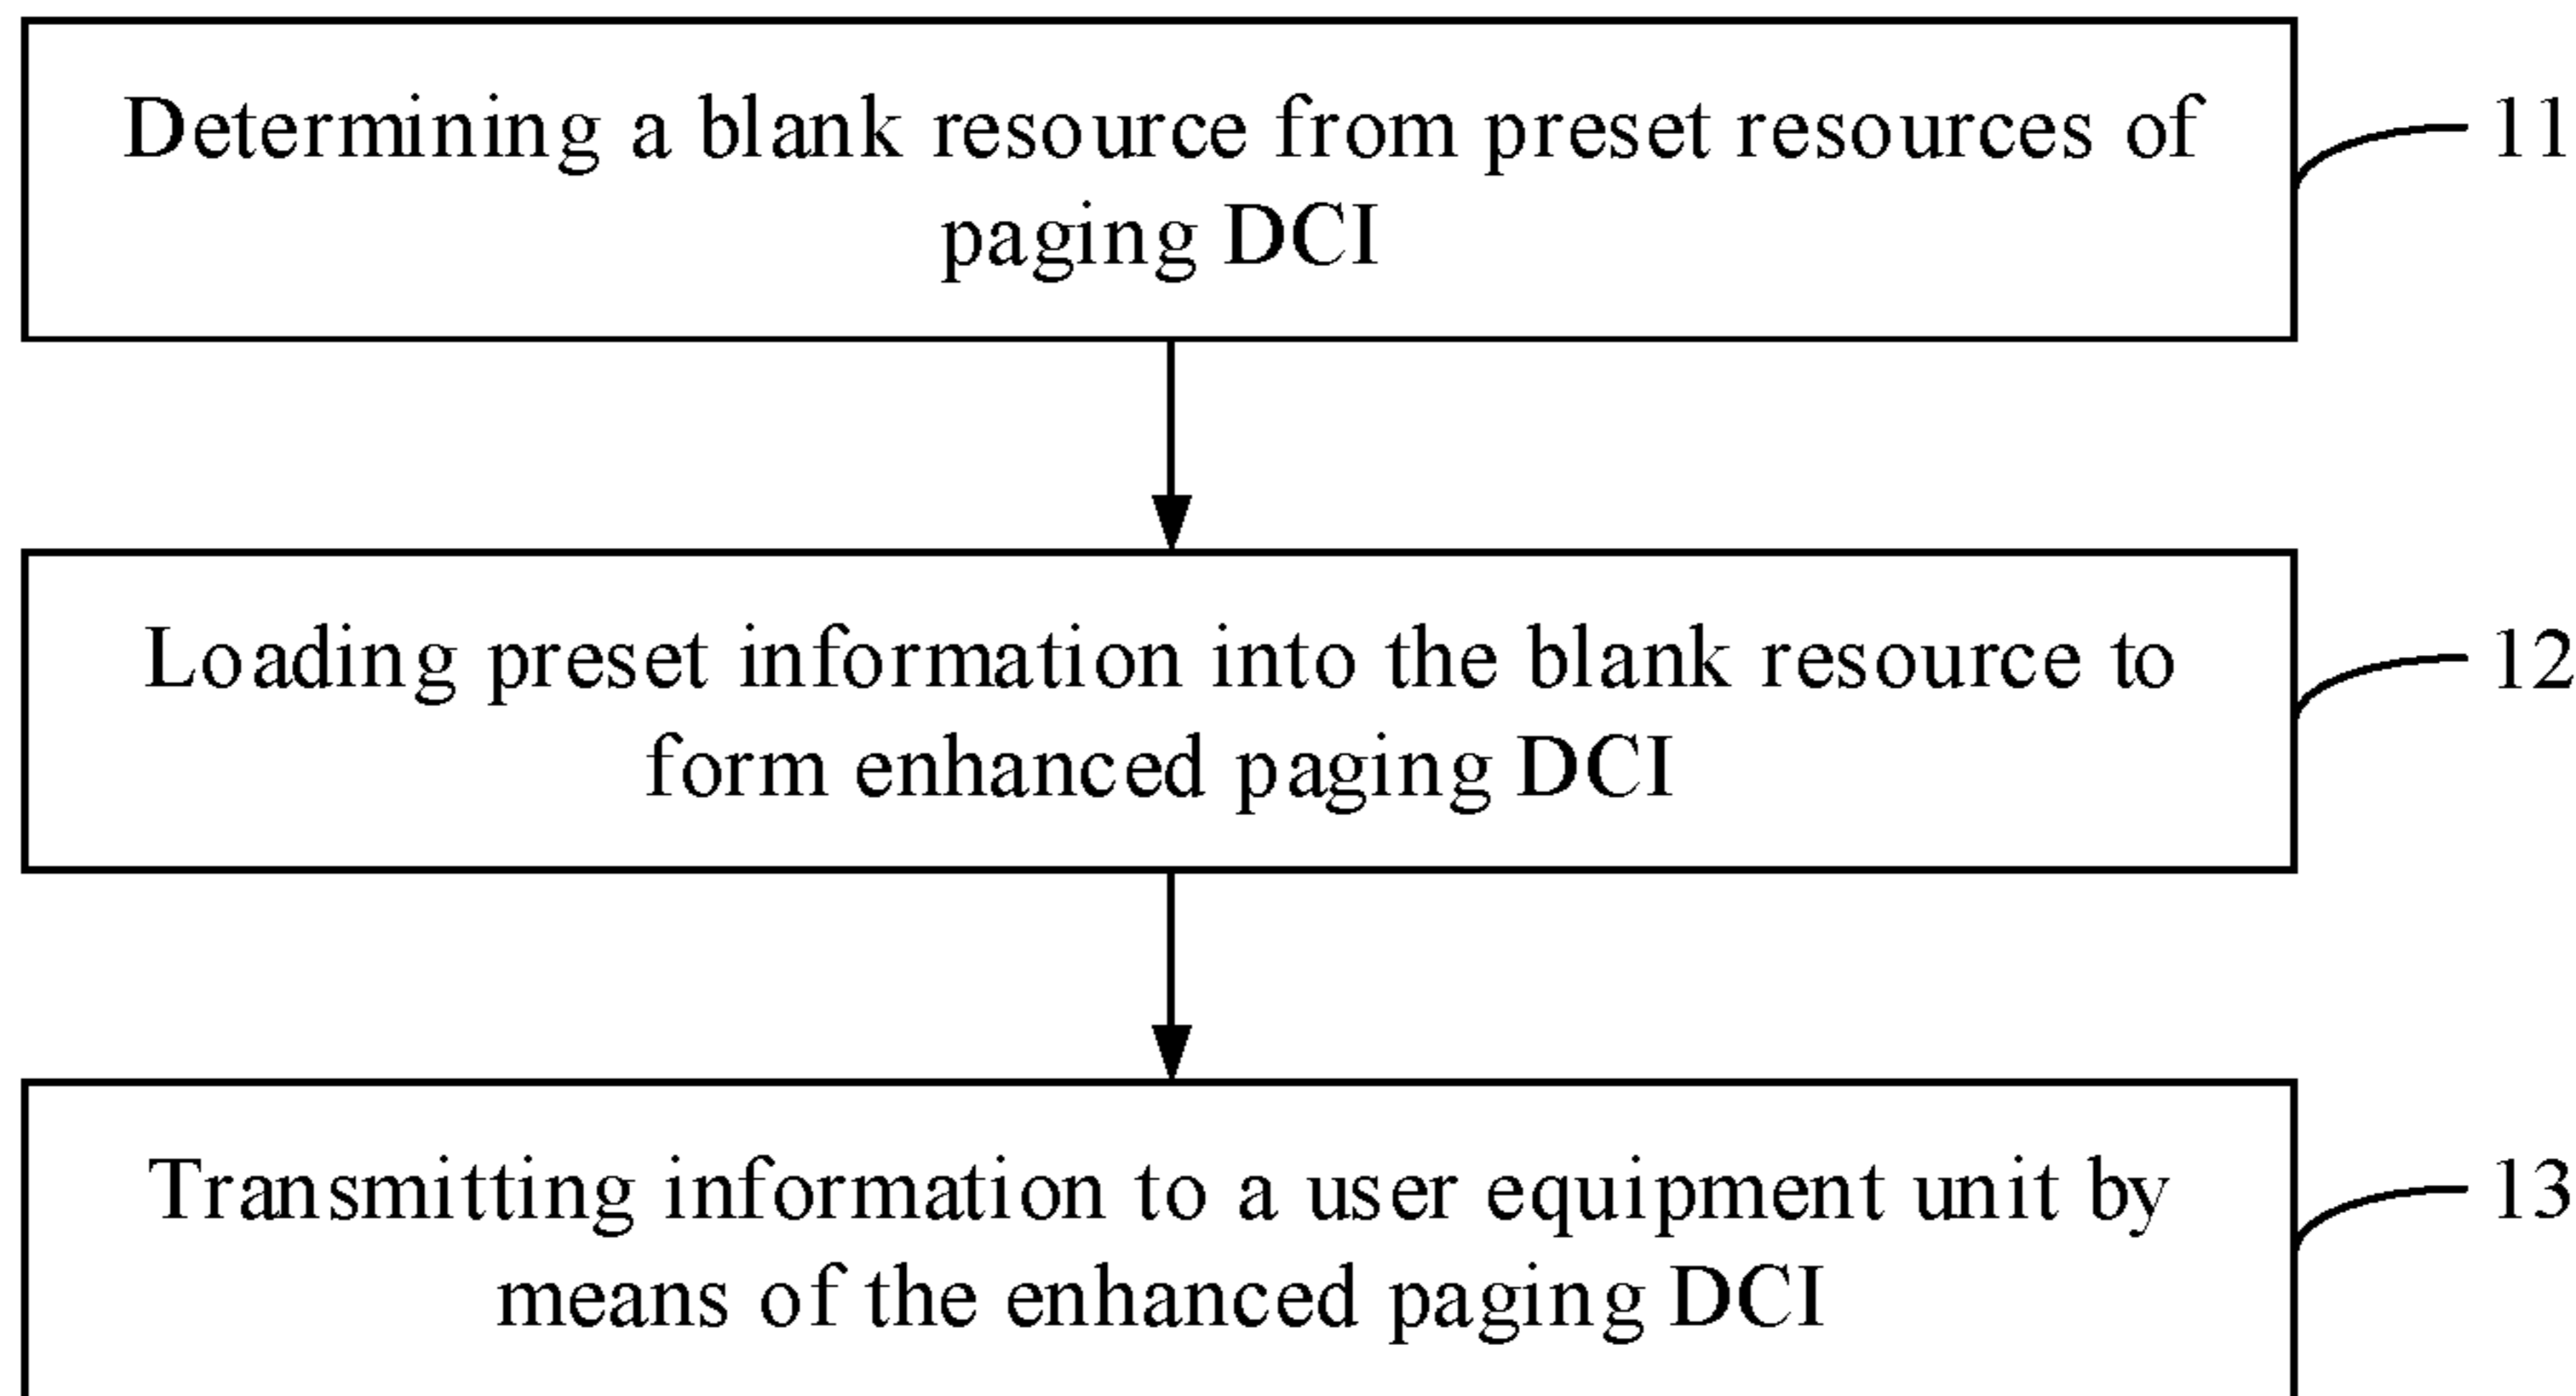 Determining a blank resource from preset resources of
paging DCI
11
Loading preset information into the blank resource to
form enhanced paging DCI
12
Transmitting information to a user equipment unit by
means of the enhanced paging DCI
13